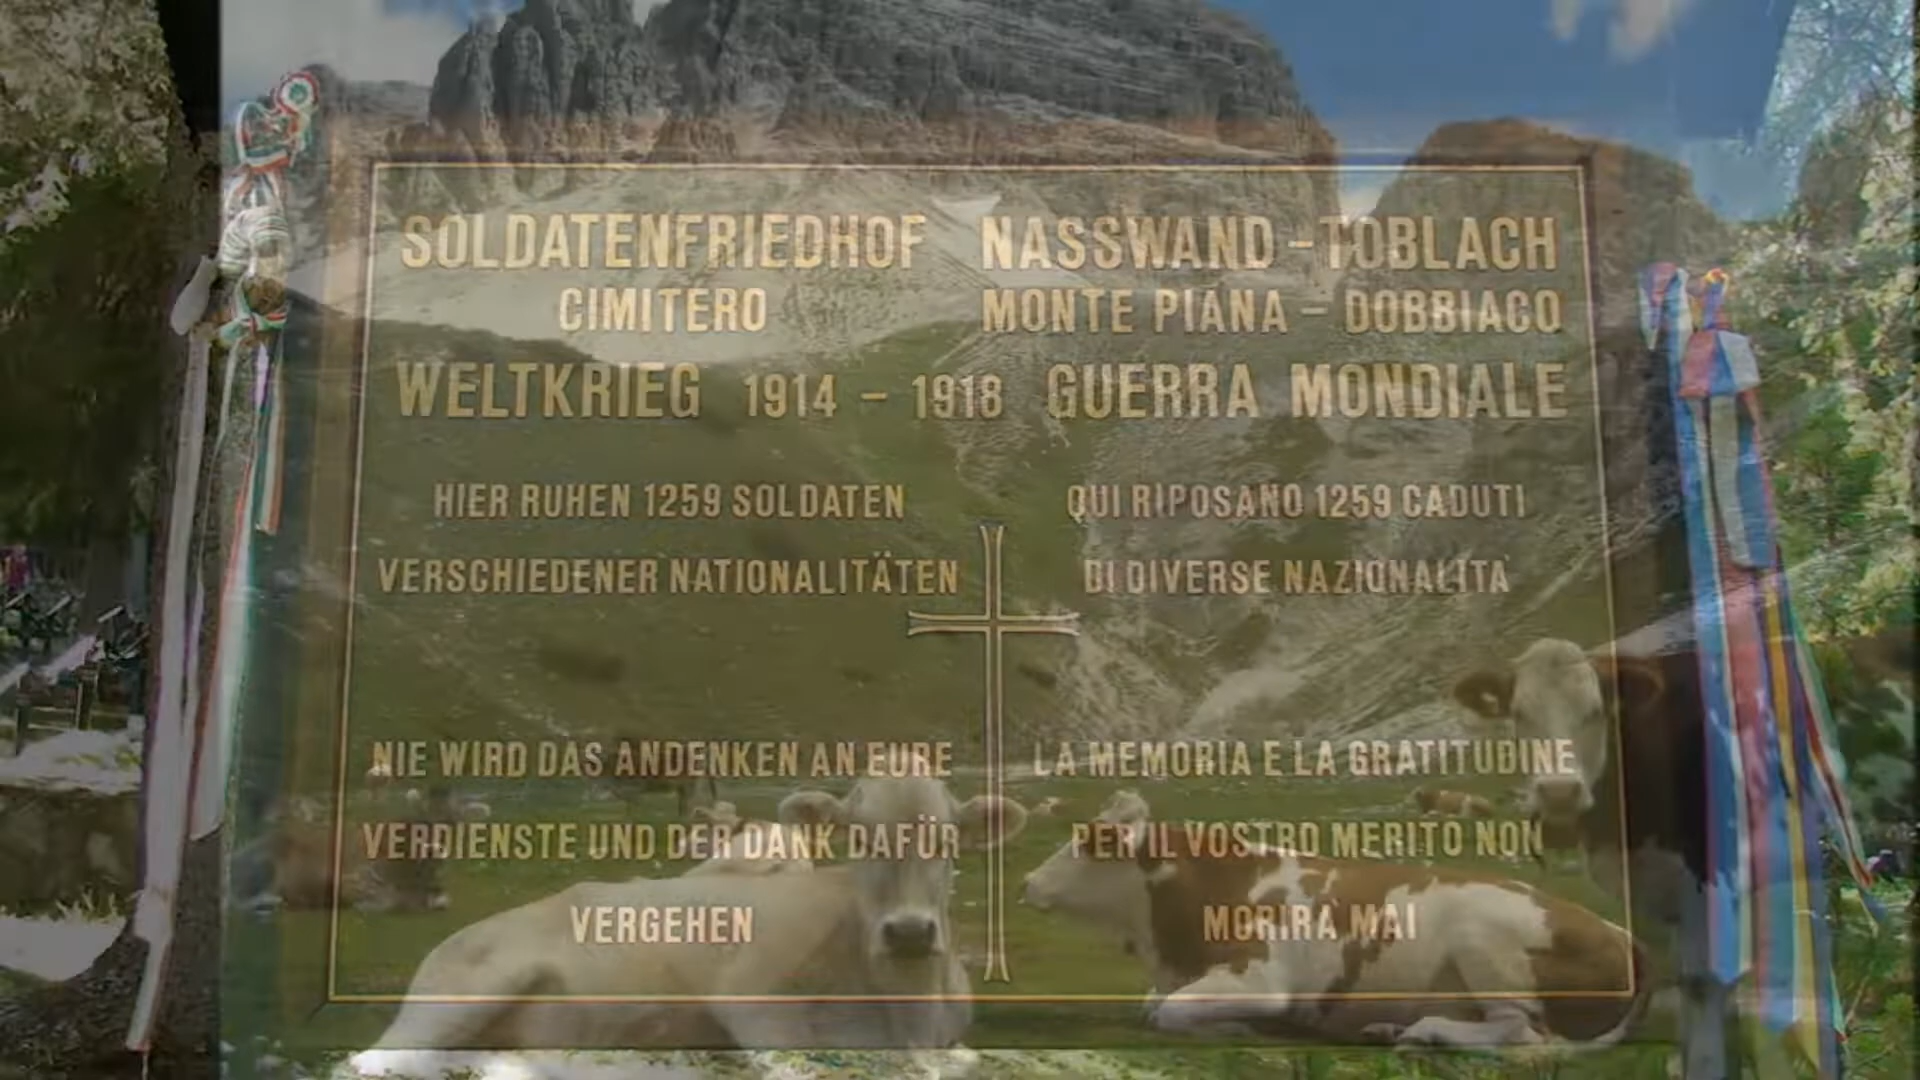 SOLDATENFRIEDHOF NASSWAND – TOBLACH
CIMITERO MONTE PIANA – DOBBIACO
WELTKRIEG 1914 – 1918 GUERRA MONDIALE
HIER RUHEN 1259 SOLDATEN
VERSCHIEDENER NATIONALITÄTEN
NIE WIRD DAS ANDENKEN AN EURE
VERDIENSTE UND DER DANK DAFÜR
VERGEHEN
QUI RIPOSANO 1259 CADUTI
DI DIVERSE NAZIONALITÀ
LA MEMORIA E LA GRATITUDINE
PER IL VOSTRO MERITO NON
MORIRÀ MAI